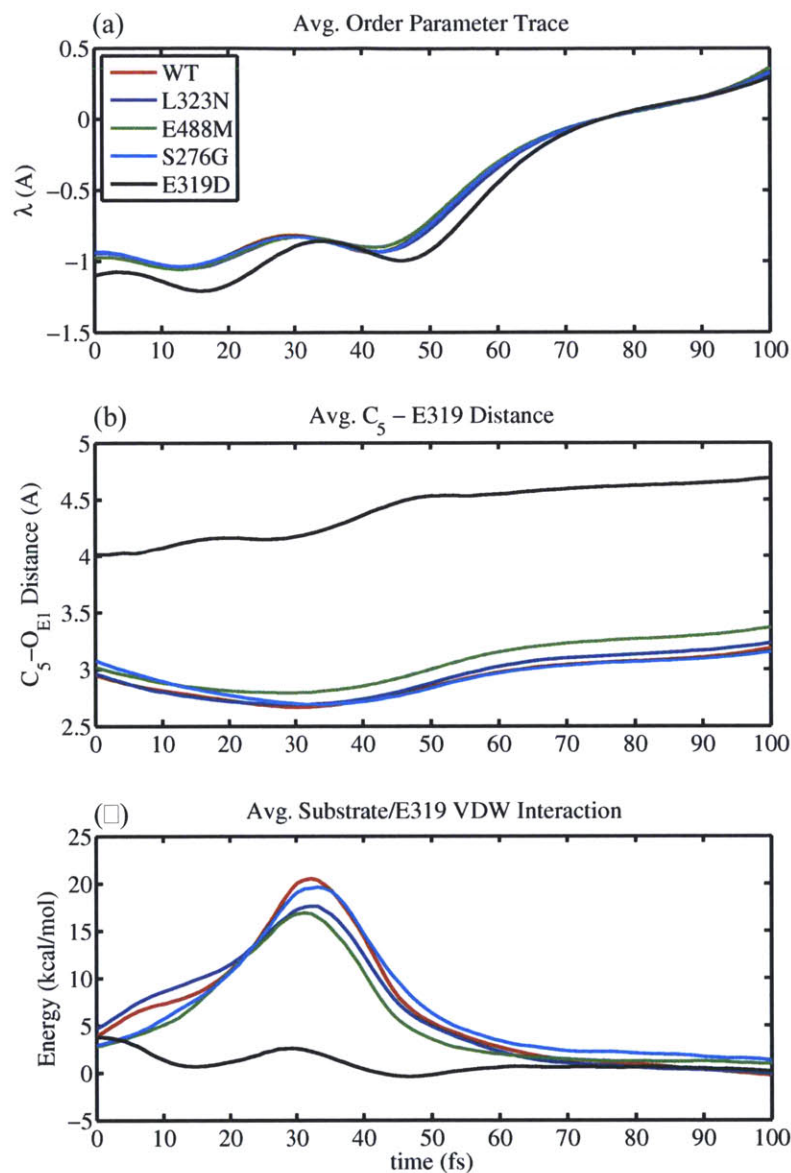 (a) Avg. Order Parameter Trace
0.5
0
−0.5
−1
−1.5
λ (A)
WT
L323N
E488M
S276G
E319D
0 10 20 30 40 50 60 70 80 90 100
(b) Avg. C5 – E319 Distance
5
4.5
4
3.5
3
2.5
C5–OE1 Distance (A)
0 10 20 30 40 50 60 70 80 90 100
(□) Avg. Substrate/E319 VDW Interaction
25
20
15
10
5
0
−5
Energy (kcal/mol)
0 10 20 30 40 50 60 70 80 90 100
time (fs)